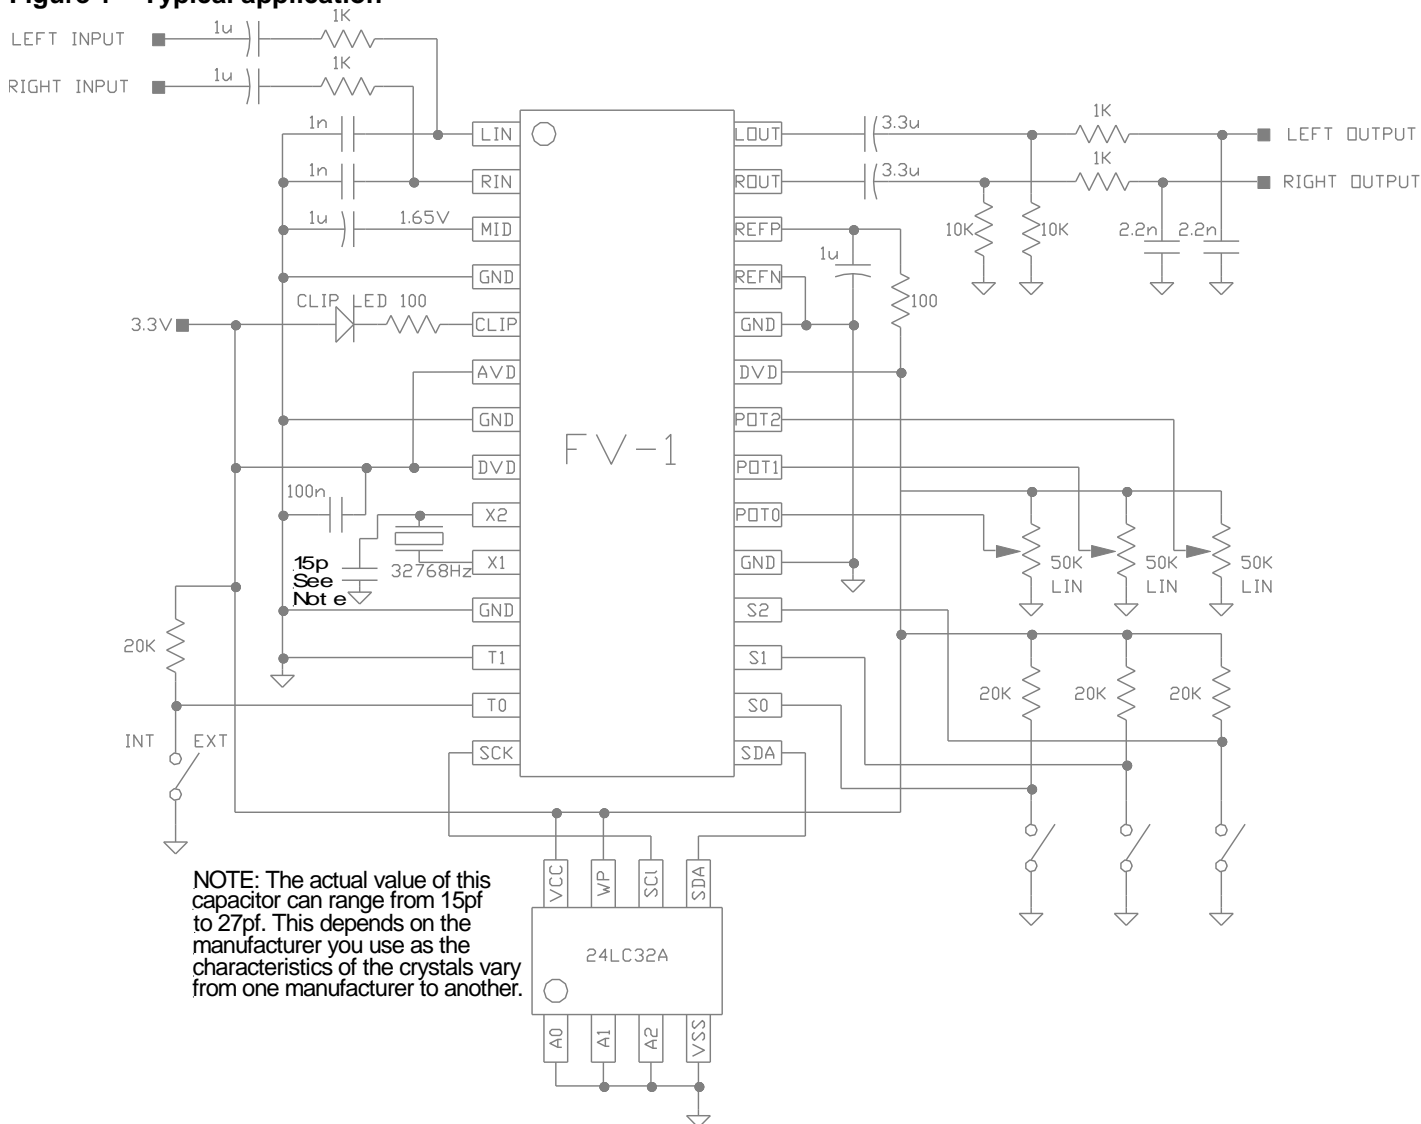 Figure 1 Typical application
1K
1u
LEFT INPUT
1K
1u
RIGHT INPUT
1n
LIN
LOUT
3.3u
1K
LEFT OUTPUT
1n
RIN
ROUT
3.3u
1K
RIGHT OUTPUT
1u
1.65V
MID
REFP
10K
10K
2.2n
2.2n
1u
GND
REFN
CLIP LED
100
100
3.3V
CLIP
GND
AVD
DVD
GND
POT2
FV-1
DVD
POT1
100n
X2
POT0
15p
See
Note
32768Hz
X1
GND
50K
LIN
50K
LIN
50K
LIN
GND
S2
20K
T1
S1
20K
20K
20K
T0
S0
INT
EXT
SCK
SDA
VCC
WP
SCl
SDA
NOTE: The actual value of this
capacitor can range from 15pf
to 27pf. This depends on the
manufacturer you use as the
characteristics of the crystals vary
from one manufacturer to another.
24LC32A
A0
A1
A2
VSS